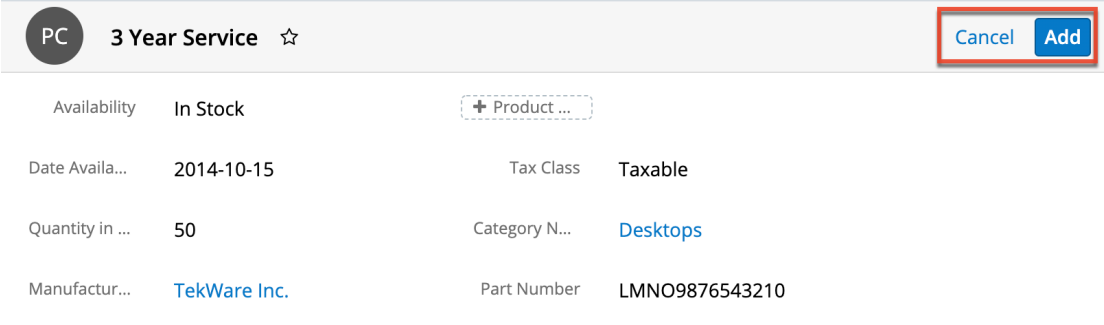 PC 3 Year Service Cancel Add
Availability In Stock Product ...
Date Availa... 2014-10-15 Tax Class Taxable
Quantity in ... 50 Category N... Desktops
Manufactur... TekWare Inc. Part Number LMNO9876543210